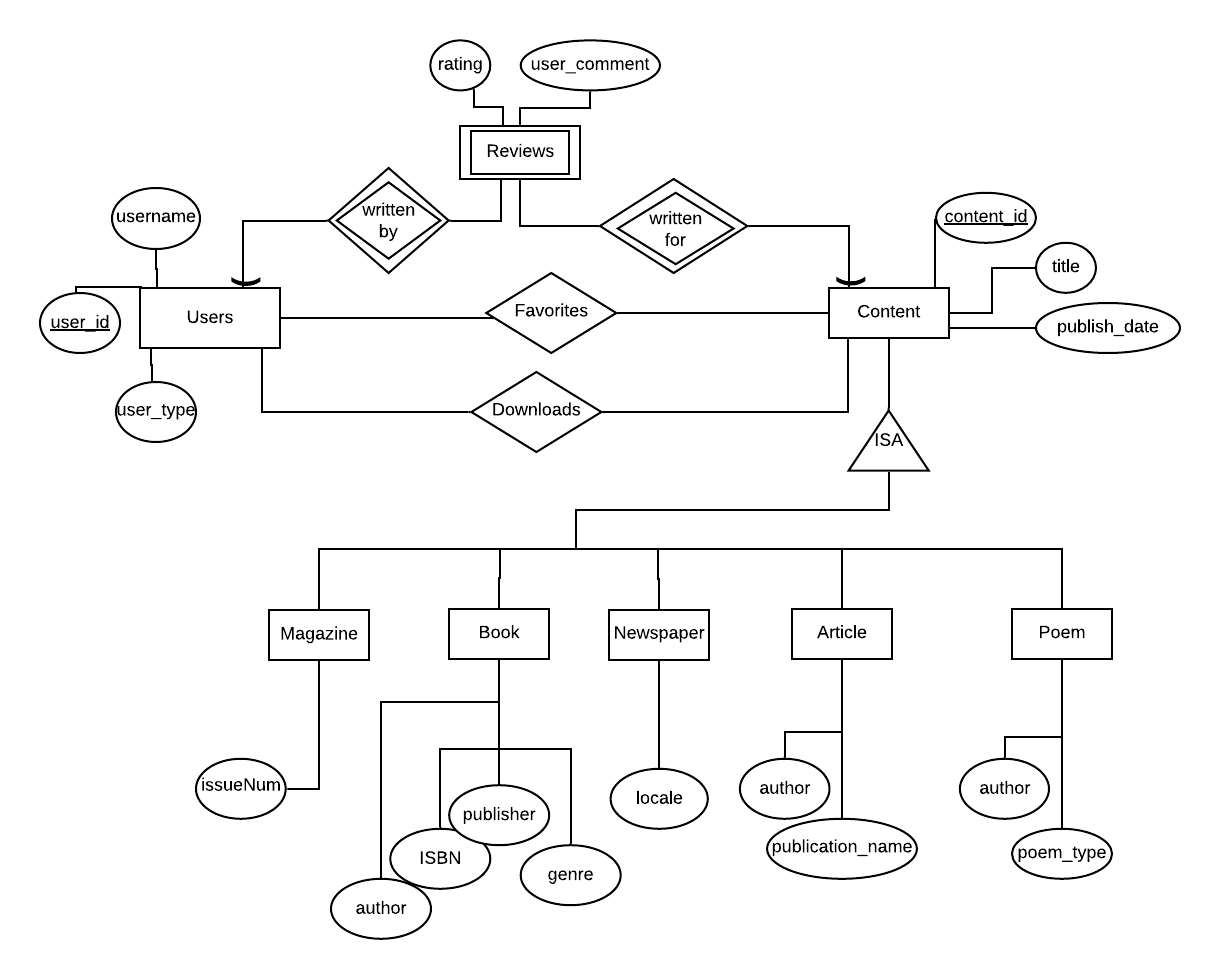 rating
user_comment
Reviews
written
by
written
for
username
content_id
title
user_id
Users
Favorites
Content
publish_date
user_type
Downloads
ISA
Magazine
Book
Newspaper
Article
Poem
issueNum
publisher
locale
author
author
ISBN
genre
publication_name
poem_type
author